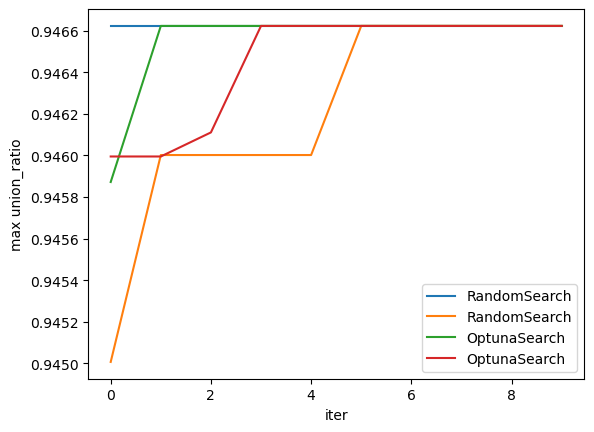 0.9466
0.9464
0.9462
0.9460
0.9458
0.9456
0.9454
0.9452
0.9450
max union_ratio
RandomSearch
RandomSearch
OptunaSearch
OptunaSearch
0 2 4 6 8
iter